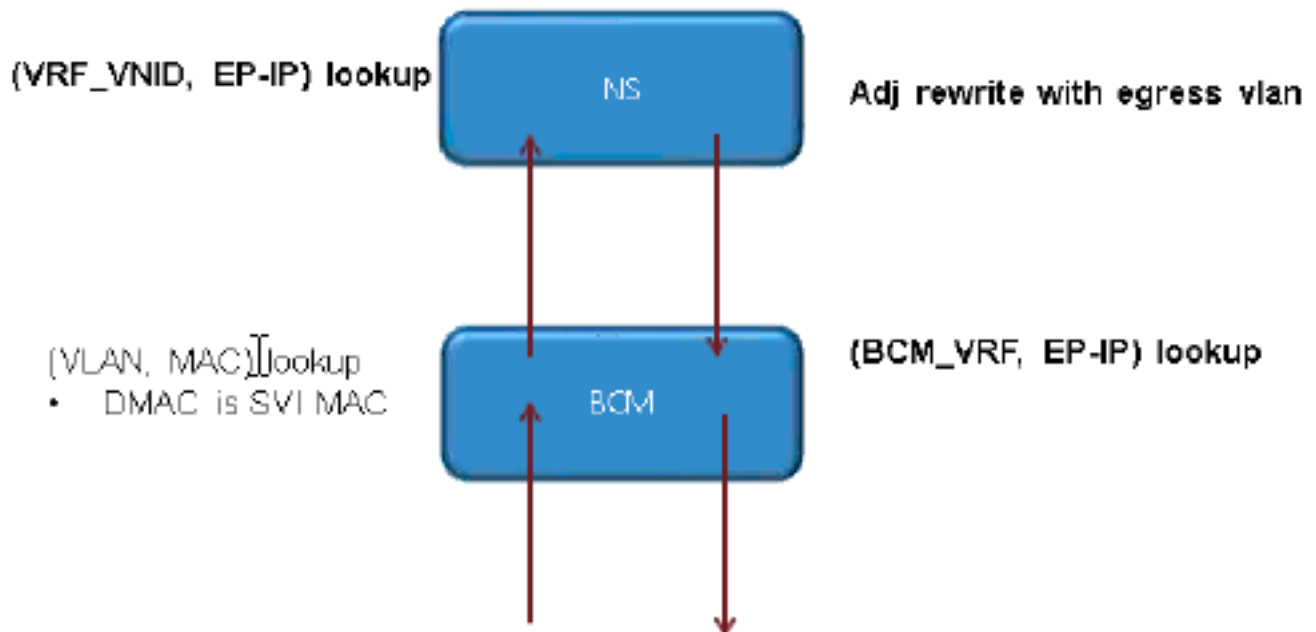 (VRF_VNID, EP-IP) lookup
NS
Adj rewrite with egress vlan
(VLAN, MAC) lookup
• DMAC is SVI MAC
BCM
(BCM_VRF, EP-IP) lookup